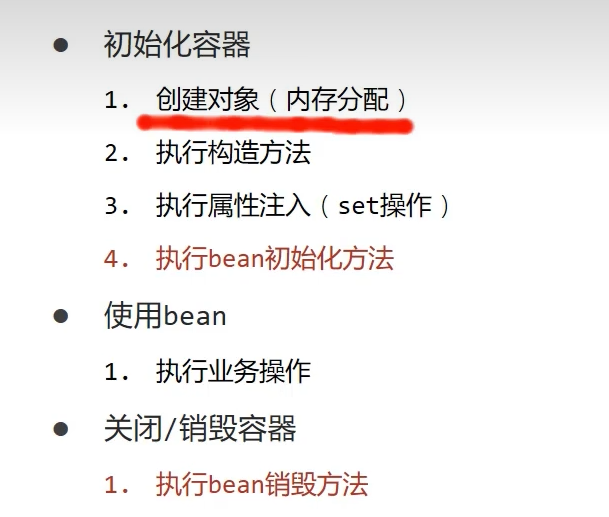 ● 初始化容器
1. 创建对象（内存分配）
2. 执行构造方法
3. 执行属性注入（set操作）
4. 执行bean初始化方法
● 使用bean
1. 执行业务操作
● 关闭/销毁容器
1. 执行bean销毁方法